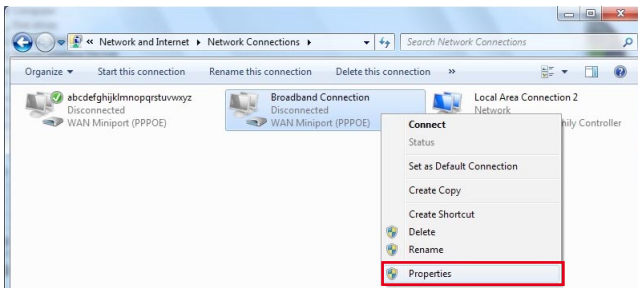 « Network and Internet ▸ Network Connections ▸
Search Network Connections
Organize ▾ Start this connection Rename this connection Delete this connection »
abcdefghijklmnopqrstuvwxyz
Disconnected
WAN Miniport (PPPOE)
Broadband Connection
Disconnected
WAN Miniport (PPPOE)
Local Area Connection 2
Network
mily Controller
Connect
Status
Set as Default Connection
Create Copy
Create Shortcut
Delete
Rename
Properties